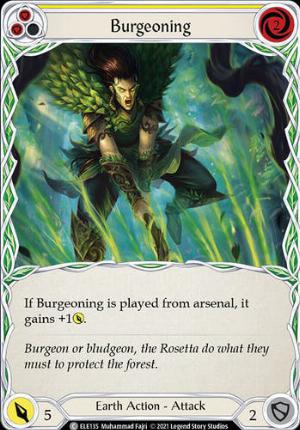 Burgeoning
2
If Burgeoning is played from arsenal, it
gains +1.
Burgeon or bludgeon, the Rosetta do what they
must to protect the forest.
5
Earth Action - Attack
2
C ELE135 Muhammad Fajri © 2021 Legend Story Studios